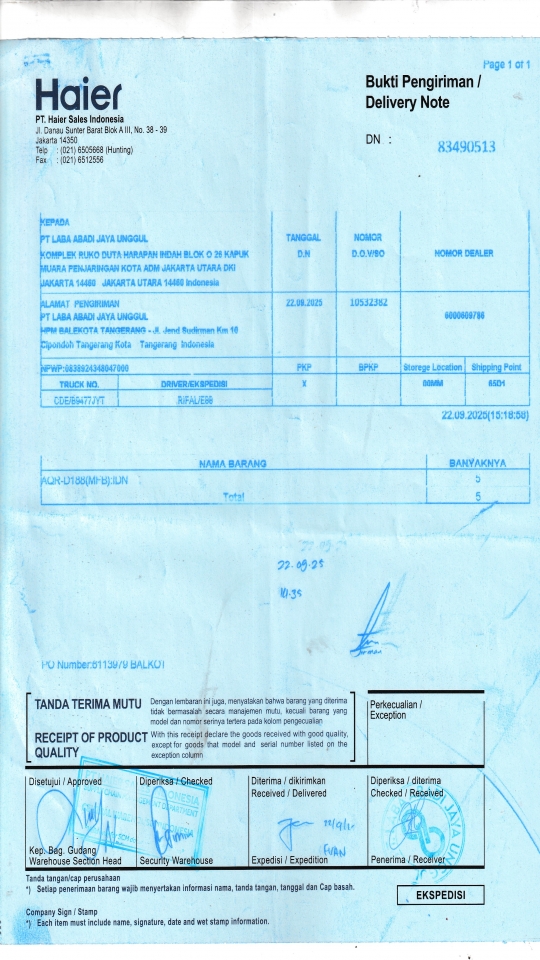 Page 1 of 1
Haier
Bukti Pengiriman /
Delivery Note
PT. Haier Sales Indonesia
Jl. Danau Sunter Barat Blok A III, No. 38 - 39
Jakarta 14350
Telp : (021) 6505668 (Hunting)
Fax : (021) 6512556
DN : 83490513
KEPADA
PT LABA ABADI JAYA UNGGUL
KOMPLEK RUKO DUTA HARAPAN INDAH BLOK O 26 KAPUK
MUARA PENJARINGAN KOTA ADM JAKARTA UTARA DKI
JAKARTA 14460 JAKARTA UTARA 14460 Indonesia
TANGGAL
D.N
NOMOR
D.O./SO
NOMOR DEALER
ALAMAT PENGIRIMAN
PT LABA ABADI JAYA UNGGUL
HPM BALEKOTA TANGERANG - Jl. Jend Sudirman Km 10
Cipondoh Tangerang Kota Tangerang Indonesia
22.09.2025
10532382
6000609786
NPWP:0838924348047000
PKP BPKP Storege Location Shipping Point
TRUCK NO. DRIVER/EKSPEDISI X 00MM 65D1
RIFAL/EBB
22.09.2025(15:18:58)
NAMA BARANG BANYAKNYA
AQR-D188(MFB):IDN 5
Total 5
22.09.25
PO Number:6113979 BALKOT
TANDA TERIMA MUTU
Dengan lembaran ini juga, menyatakan bahwa barang yang diterima
tidak bermasalah secara manajemen mutu, kecuali barang yang
model dan nomor serinya tertera pada kolom pengecualian
RECEIPT OF PRODUCT
QUALITY
With this receipt declare the goods received with good quality,
except for goods that model and serial number listed on the
exception column
Perkecualian /
Exception
Disetujui / Approved
Diperiksa / Checked
Diterima / dikirimkan
Received / Delivered
Diperiksa / diterima
Checked / Received
Kep. Bag. Gudang
Warehouse Section Head
Security Warehouse
Expedisi / Expedition
Penerima / Receiver
Tanda tangan/cap perusahaan
*) Setiap penerimaan barang wajib menyertakan informasi nama, tanda tangan, tanggal dan Cap basah.
EKSPEDISI
Company Sign / Stamp
*) Each item must include name, signature, date and wet stamp information.